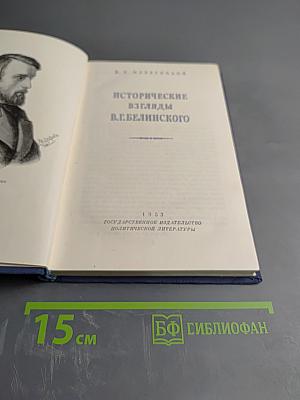 ИСТОРИЧЕСКИЕ
ВЗГЛЯДЫ
В.Г.БЕЛИНСКОГО
1953
ГОСУДАРСТВЕННОЕ ИЗДАТЕЛЬСТВО
ПОЛИТИЧЕСКОЙ ЛИТЕРАТУРЫ
15 см
БФ БИБЛИОФАН